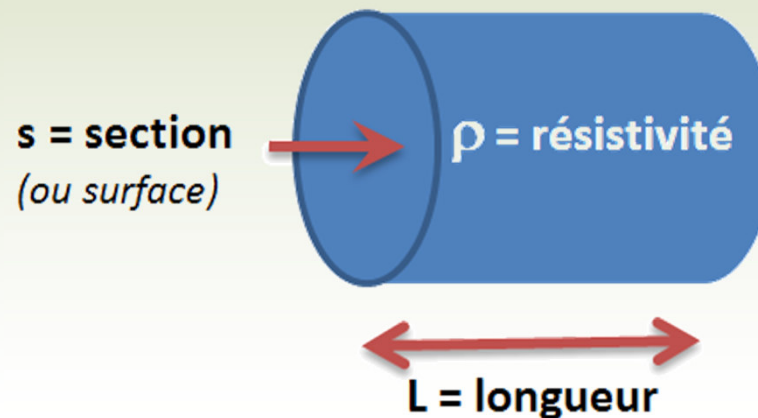 s = section
(ou surface)
ρ = résistivité
L = longueur